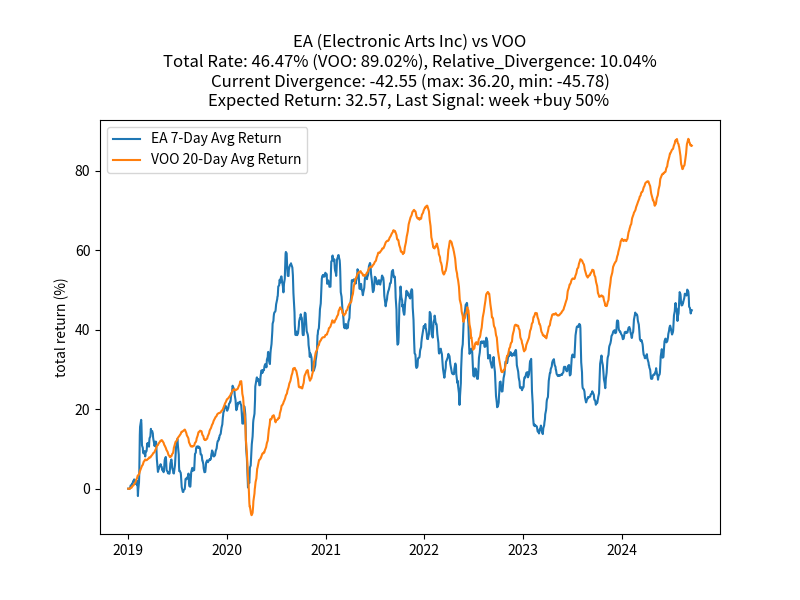 EA (Electronic Arts Inc) vs VOO
Total Rate: 46.47% (VOO: 89.02%), Relative_Divergence: 10.04%
Current Divergence: -42.55 (max: 36.20, min: -45.78)
Expected Return: 32.57, Last Signal: week +buy 50%
EA 7-Day Avg Return
VOO 20-Day Avg Return
total return (%)
80
60
40
20
0
2019 2020 2021 2022 2023 2024